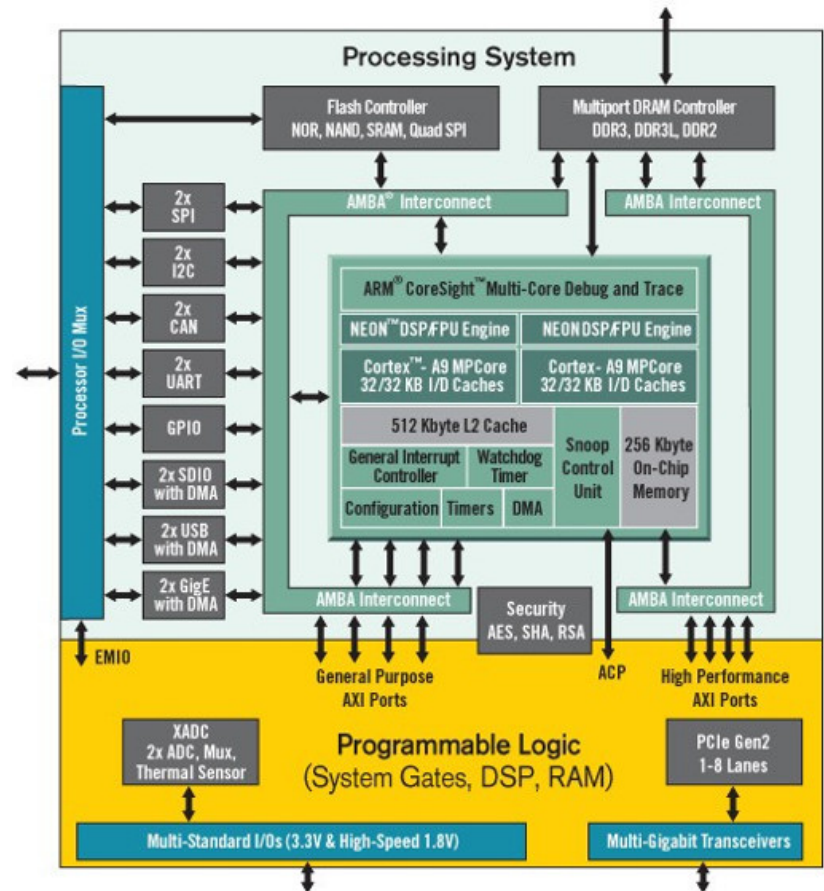 Processing System
Flash Controller
NOR, NAND, SRAM, Quad SPI
Multiport DRAM Controller
DDR3, DDR3L, DDR2
AMBA® Interconnect
AMBA Interconnect
Processor I/O Mux
2x
SPI
2x
I2C
2x
CAN
2x
UART
GPIO
2x SDIO
with DMA
2x USB
with DMA
2x GigE
with DMA
ARM® CoreSight™ Multi-Core Debug and Trace
NEON™ DSP/FPU Engine
NEON DSP/FPU Engine
Cortex™- A9 MPCore
32/32 KB I/D Caches
Cortex- A9 MPCore
32/32 KB I/D Caches
512 Kbyte L2 Cache
General Interrupt
Controller
Watchdog
Timer
Configuration
Timers
DMA
Snoop
Control
Unit
256 Kbyte
On-Chip
Memory
AMBA Interconnect
AMBA Interconnect
Security
AES, SHA, RSA
EMIO
General Purpose
AXI Ports
ACP
High Performance
AXI Ports
XADC
2x ADC, Mux,
Thermal Sensor
Programmable Logic
(System Gates, DSP, RAM)
PCIe Gen2
1-8 Lanes
Multi-Standard I/Os (3.3V & High-Speed 1.8V)
Multi-Gigabit Transceivers